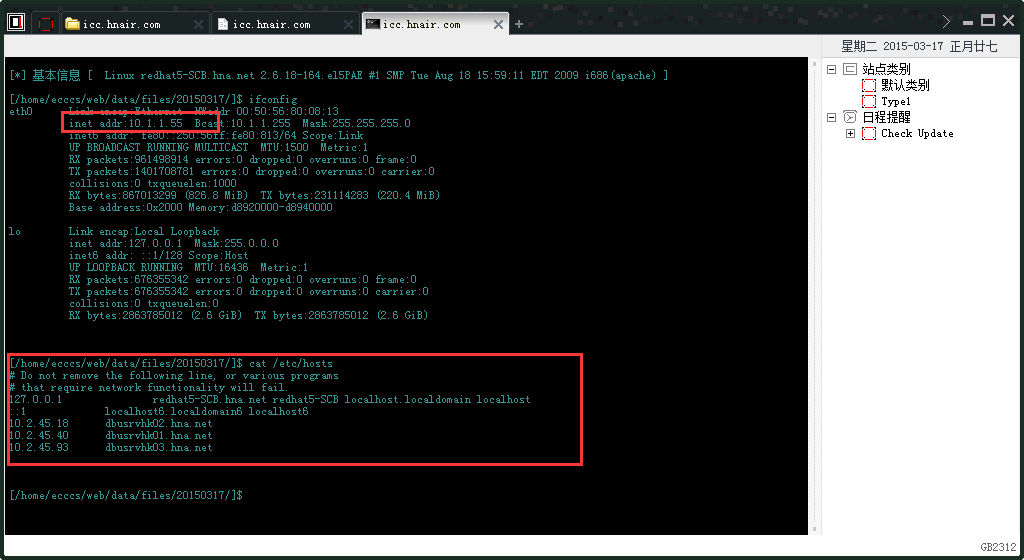 icc.hnair.com
icc.hnair.com
icc.hnair.com
星期二 2015-03-17 正月廿七
站点类别
默认类别
Type1
日程提醒
Check Update
[*] 基本信息 [ Linux redhat5-SCB.hna.net 2.6.18-164.el5PAE #1 SMP Tue Aug 18 15:59:11 EDT 2009 i686(apache) ]
[/home/ecccs/web/data/files/20150317/]$ ifconfig
eth0 Link encap:Ethernet HWaddr 00:50:56:80:08:13
inet addr:10.1.1.55 Bcast:10.1.1.255 Mask:255.255.255.0
inet6 addr: fe80::250:56ff:fe80:813/64 Scope:Link
UP BROADCAST RUNNING MULTICAST MTU:1500 Metric:1
RX packets:961498914 errors:0 dropped:0 overruns:0 frame:0
TX packets:1401708781 errors:0 dropped:0 overruns:0 carrier:0
collisions:0 txqueuelen:1000
RX bytes:867013299 (826.8 MiB) TX bytes:231114283 (220.4 MiB)
Base address:0x2000 Memory:d8920000-d8940000
lo Link encap:Local Loopback
inet addr:127.0.0.1 Mask:255.0.0.0
inet6 addr: ::1/128 Scope:Host
UP LOOPBACK RUNNING MTU:16436 Metric:1
RX packets:676355342 errors:0 dropped:0 overruns:0 frame:0
TX packets:676355342 errors:0 dropped:0 overruns:0 carrier:0
collisions:0 txqueuelen:0
RX bytes:2863785012 (2.6 GiB) TX bytes:2863785012 (2.6 GiB)
[/home/ecccs/web/data/files/20150317/]$ cat /etc/hosts
# Do not remove the following line, or various programs
# that require network functionality will fail.
127.0.0.1 redhat5-SCB.hna.net redhat5-SCB localhost.localdomain localhost
::1 localhost6.localdomain6 localhost6
10.2.45.18 dbusrvhk02.hna.net
10.2.45.40 dbusrvhk01.hna.net
10.2.45.93 dbusrvhk03.hna.net
[/home/ecccs/web/data/files/20150317/]$
GB2312